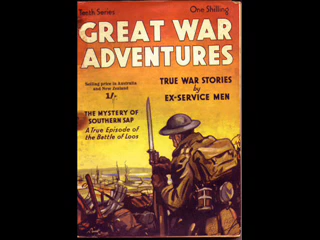 Tenth Series
One Shilling
GREAT WAR
ADVENTURES
Selling price in Australia
and New Zealand
1/-
TRUE WAR STORIES
by
EX-SERVICE MEN
THE MYSTERY OF
SOUTHERN SAP
A True Episode of
the Battle of Loos